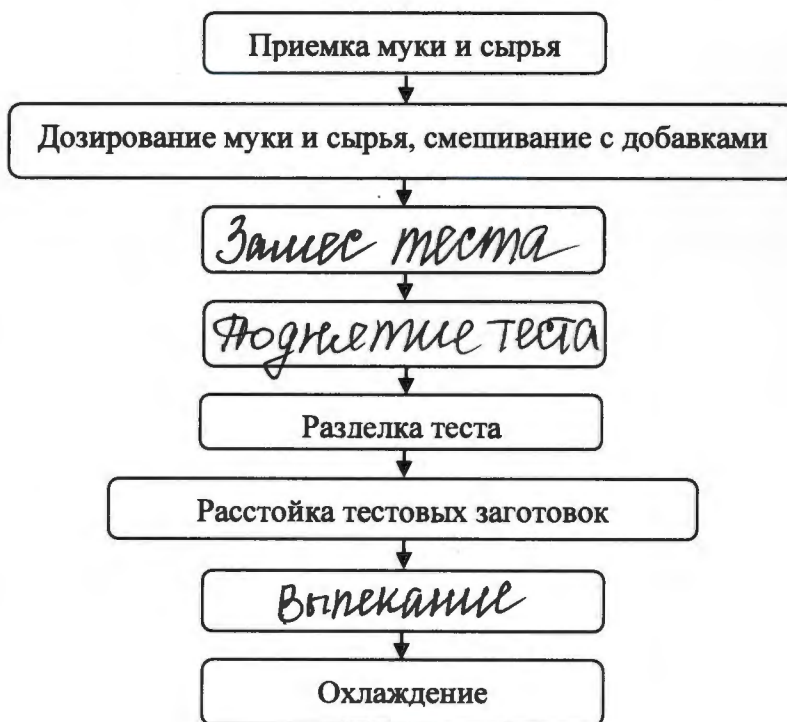 Приемка муки и сырья
Дозирование муки и сырья, смешивание с добавками
Замес теста
Поднятие теста
Разделка теста
Расстойка тестовых заготовок
Выпекание
Охлаждение